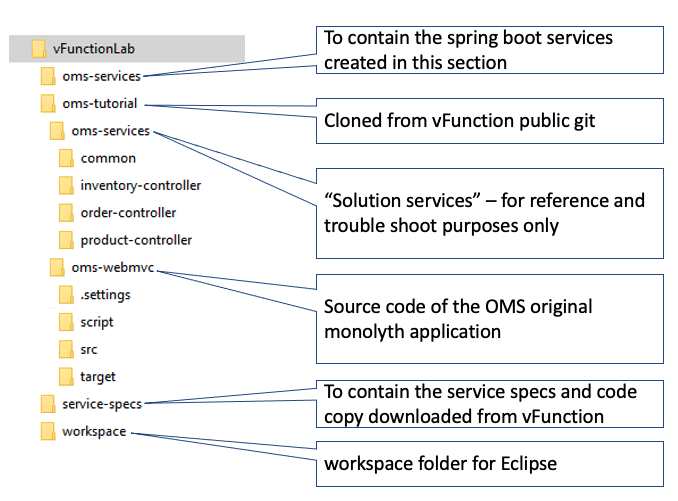 vFunctionLab
oms-services
oms-tutorial
oms-services
common
inventory-controller
order-controller
product-controller
oms-webmvc
.settings
script
src
target
service-specs
workspace
To contain the spring boot services
created in this section
Cloned from vFunction public git
“Solution services” – for reference and
trouble shoot purposes only
Source code of the OMS original
monolyth application
To contain the service specs and code
copy downloaded from vFunction
workspace folder for Eclipse